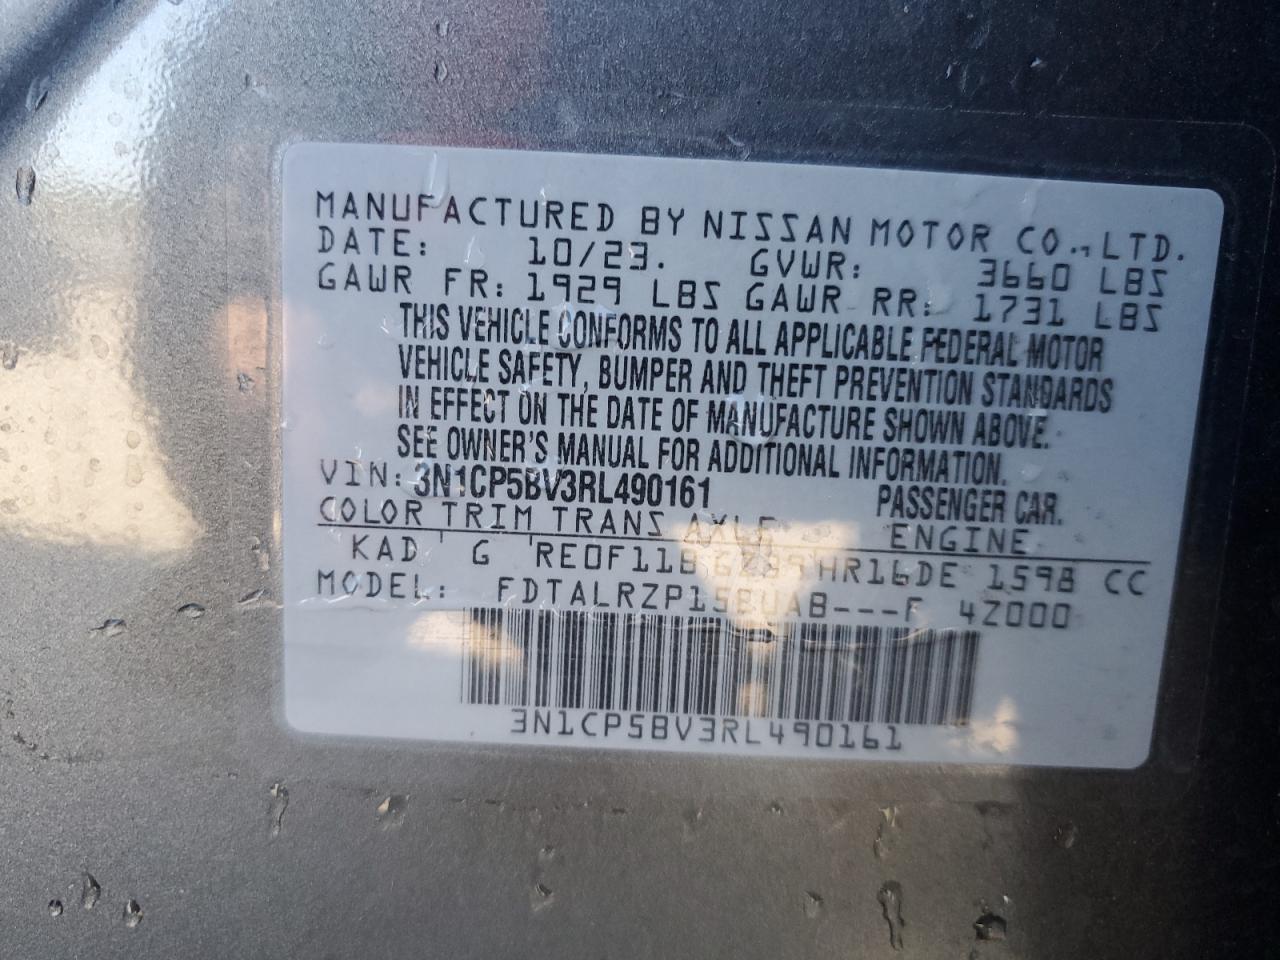 MANUFACTURED BY NISSAN MOTOR CO., LTD.
DATE: 10/23. GVWR: 3660 LBS
GAWR FR: 1929 LBS GAWR RR: 1731 LBS
THIS VEHICLE CONFORMS TO ALL APPLICABLE FEDERAL MOTOR
VEHICLE SAFETY, BUMPER AND THEFT PREVENTION STANDARDS
IN EFFECT ON THE DATE OF MANUFACTURE SHOWN ABOVE.
SEE OWNER'S MANUAL FOR ADDITIONAL INFORMATION.
VIN: 3N1CP5BV3RL490161 PASSENGER CAR.
COLOR TRIM TRANS AXLE ENGINE
KAD G RE0F11B HR16DE 1598 CC
MODEL: F 4Z000
3N1CP5BV3RL490161